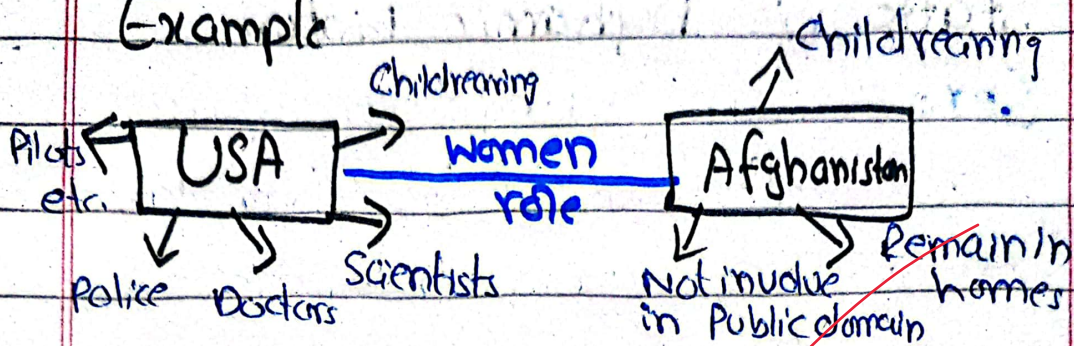 Example
Childrearing
Childrearing
Pilots
etc.
USA
women
role
Afghanistan
Police
Doctors
Scientists
Not invudve
in Public domain
Remain in
homes